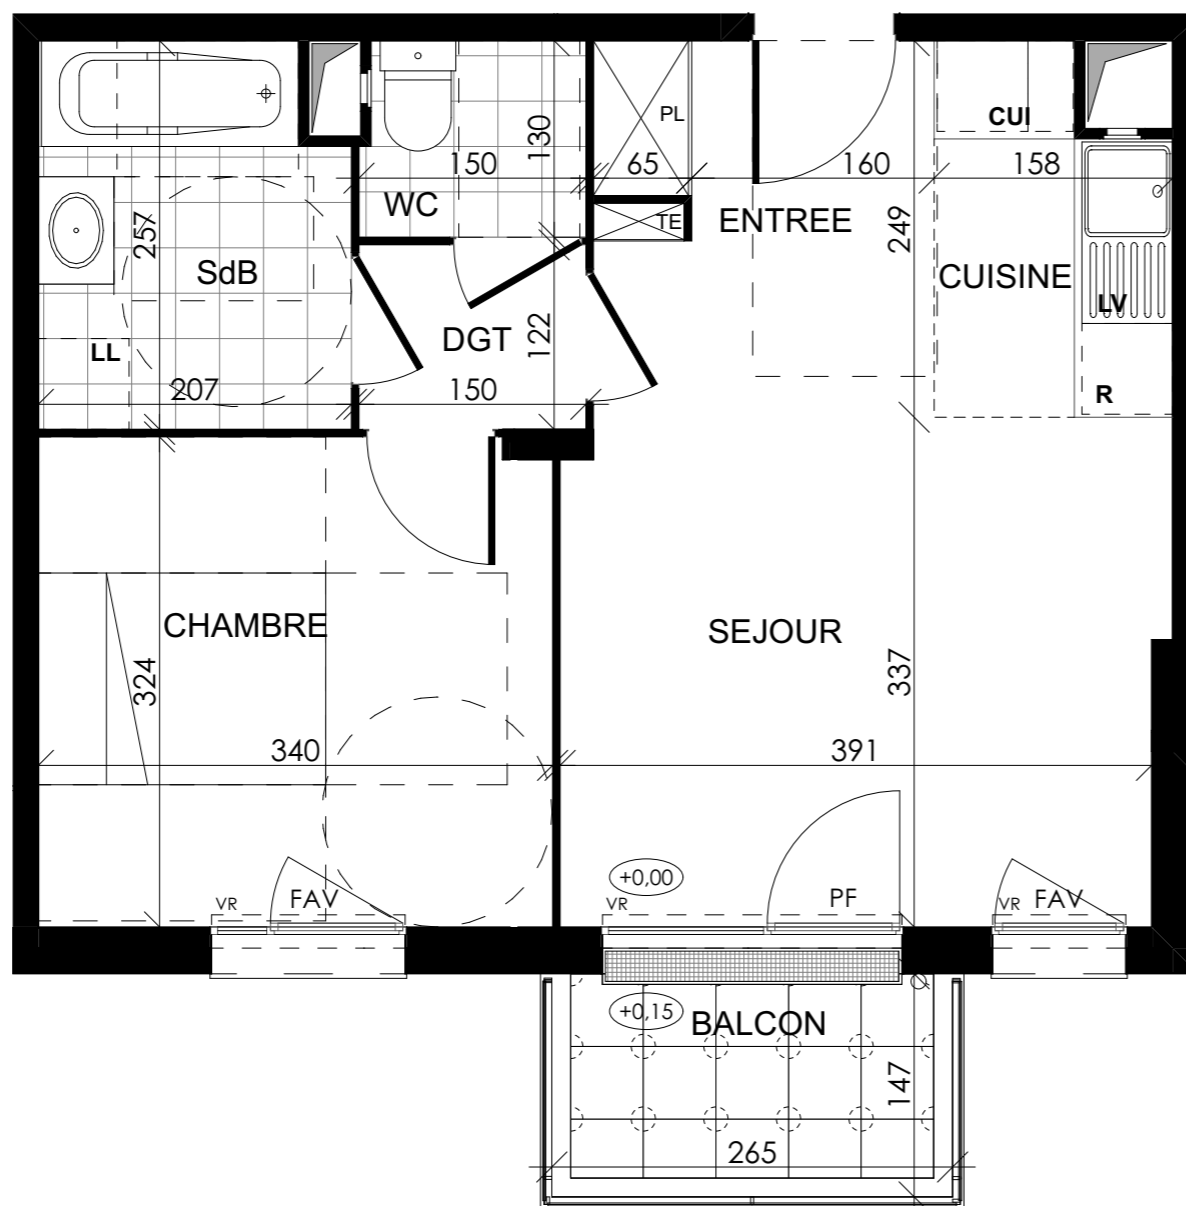 PL
CUI
130
150
65
160
158
WC
TE
ENTREE
257
249
SdB
CUISINE
LV
DGT
122
LL
207
150
R
CHAMBRE
SEJOUR
324
337
340
391
+0,00
VR
FAV
VR
PF
VR
FAV
+0,15
BALCON
147
265